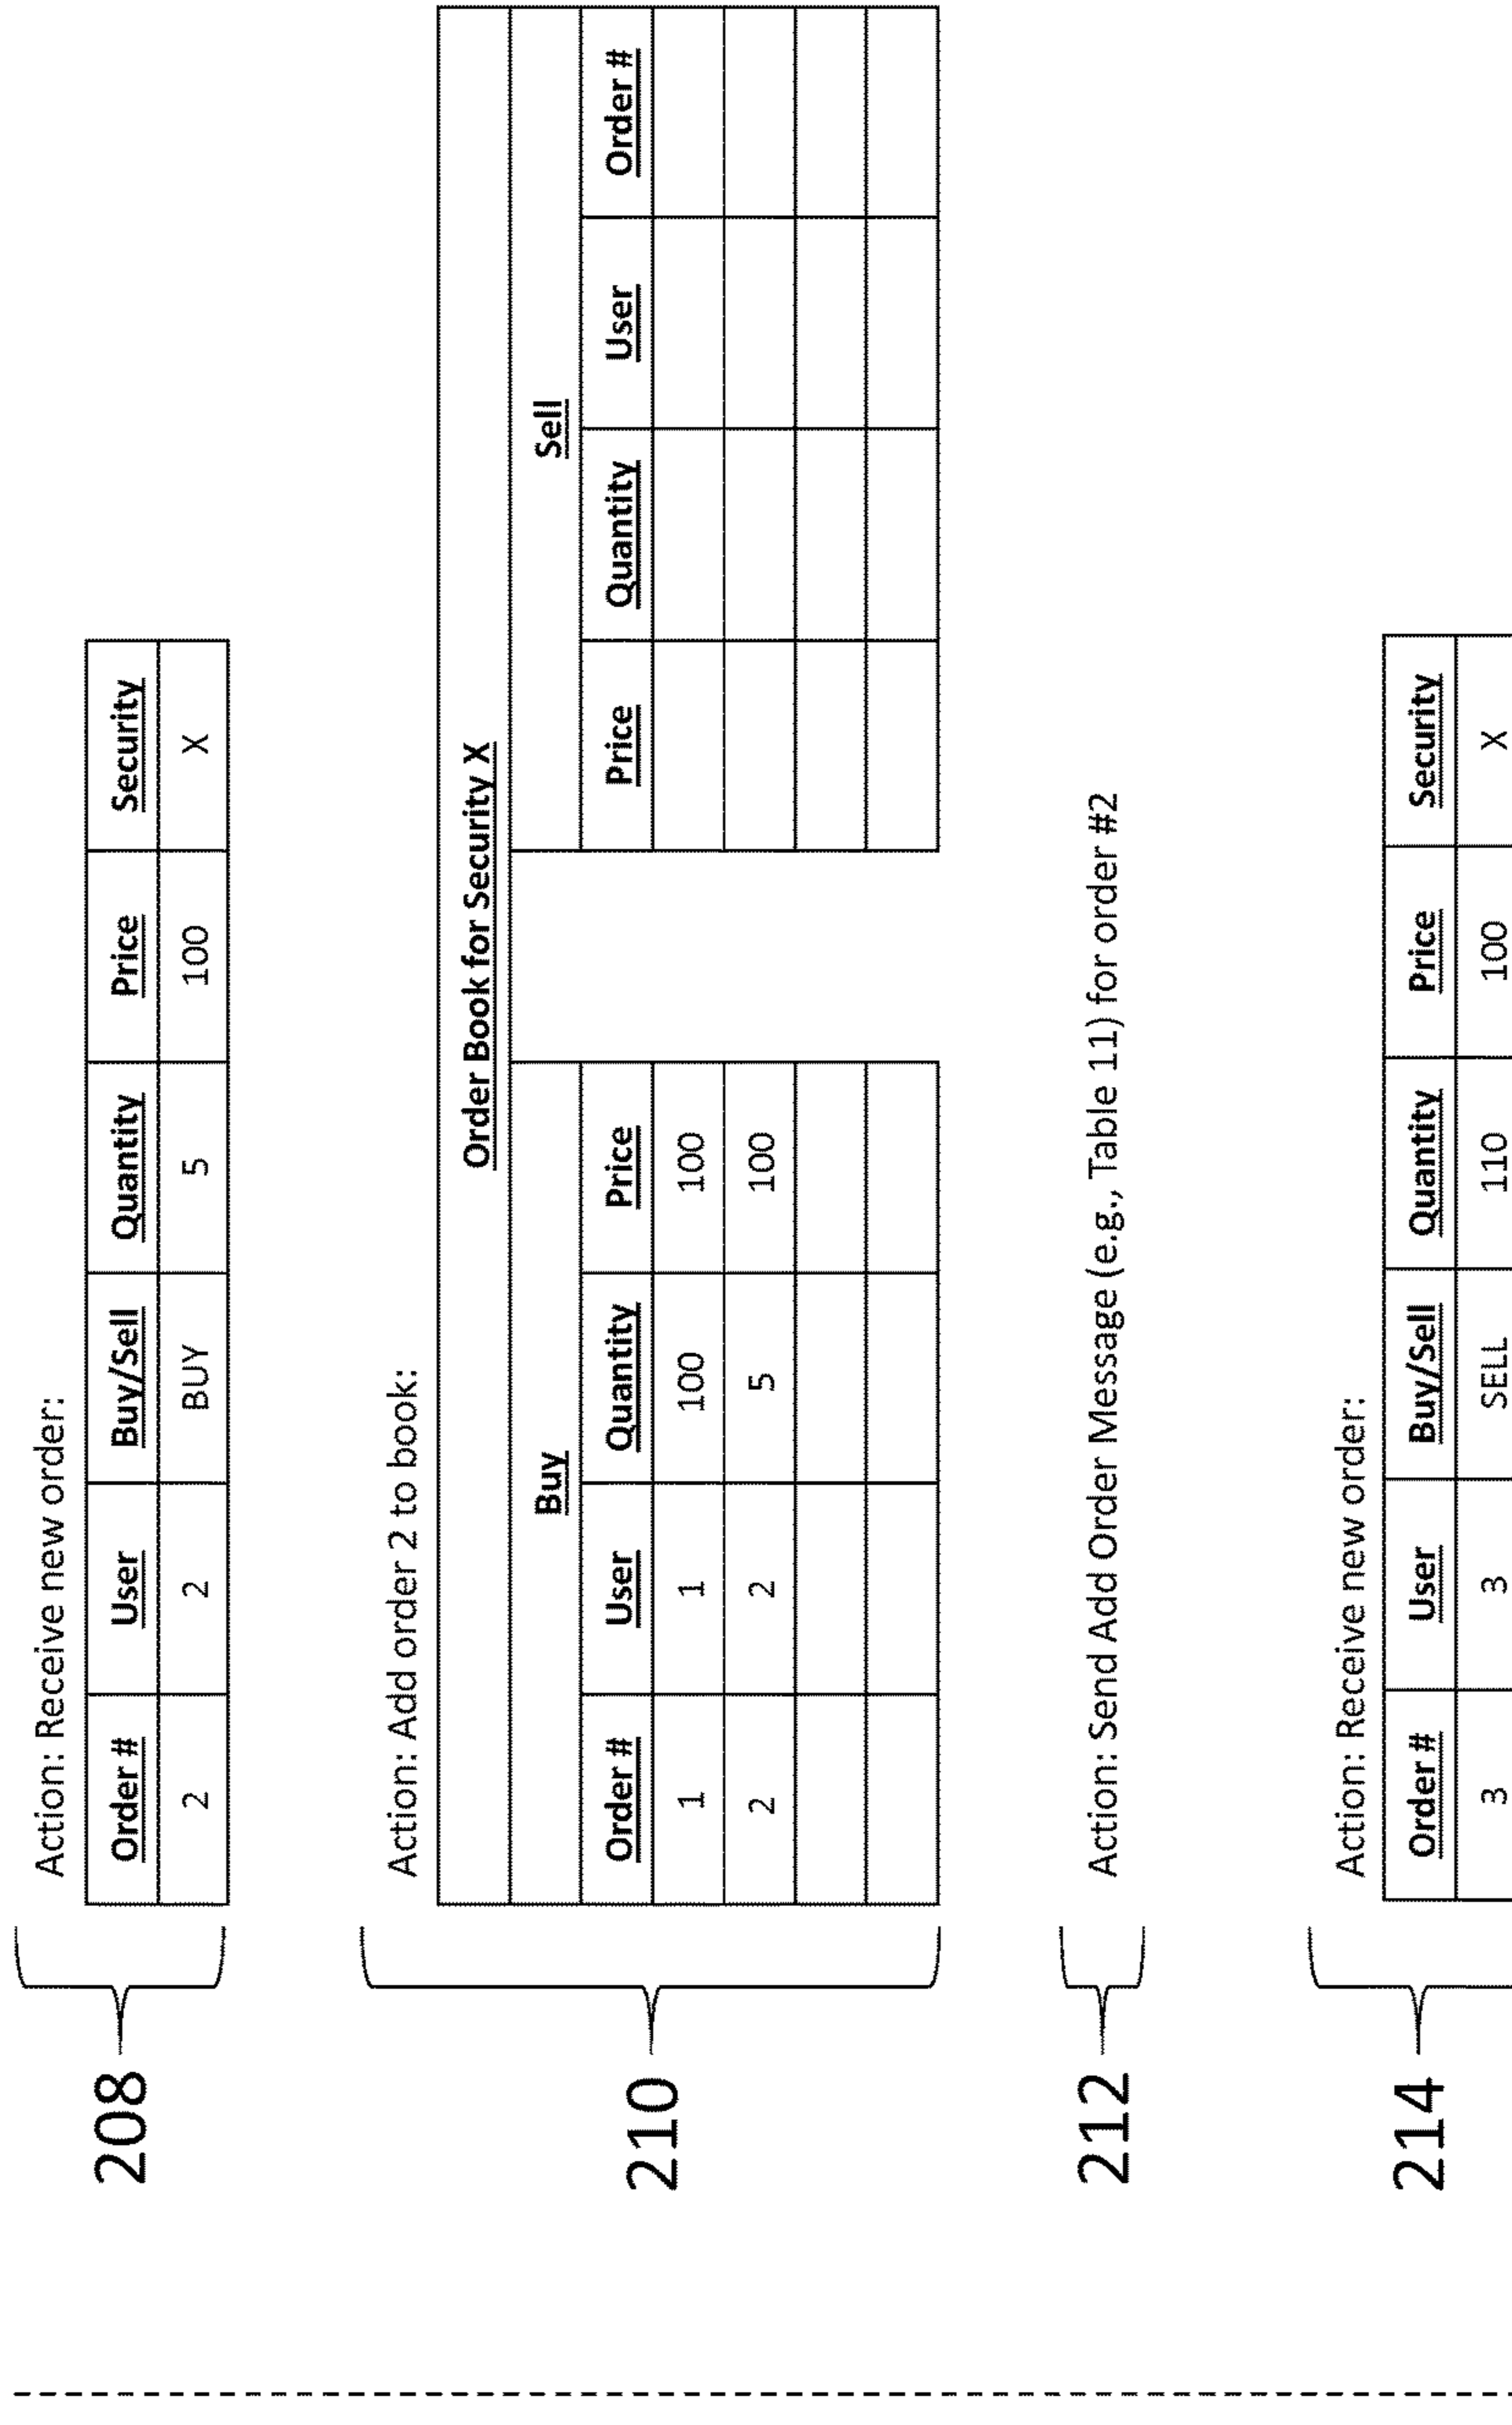 208
Action: Receive new order:
Order # User Buy/Sell Quantity Price Security
2 2 BUY 5 100 X
210
Action: Add order 2 to book:
Order Book for Security X
Buy Sell
Order # User Quantity Price Price Quantity User Order #
1 1 100 100
2 2 5 100
212
Action: Send Add Order Message (e.g., Table 11) for order #2
214
Action: Receive new order:
Order # User Buy/Sell Quantity Price Security
3 3 SELL 110 100 X